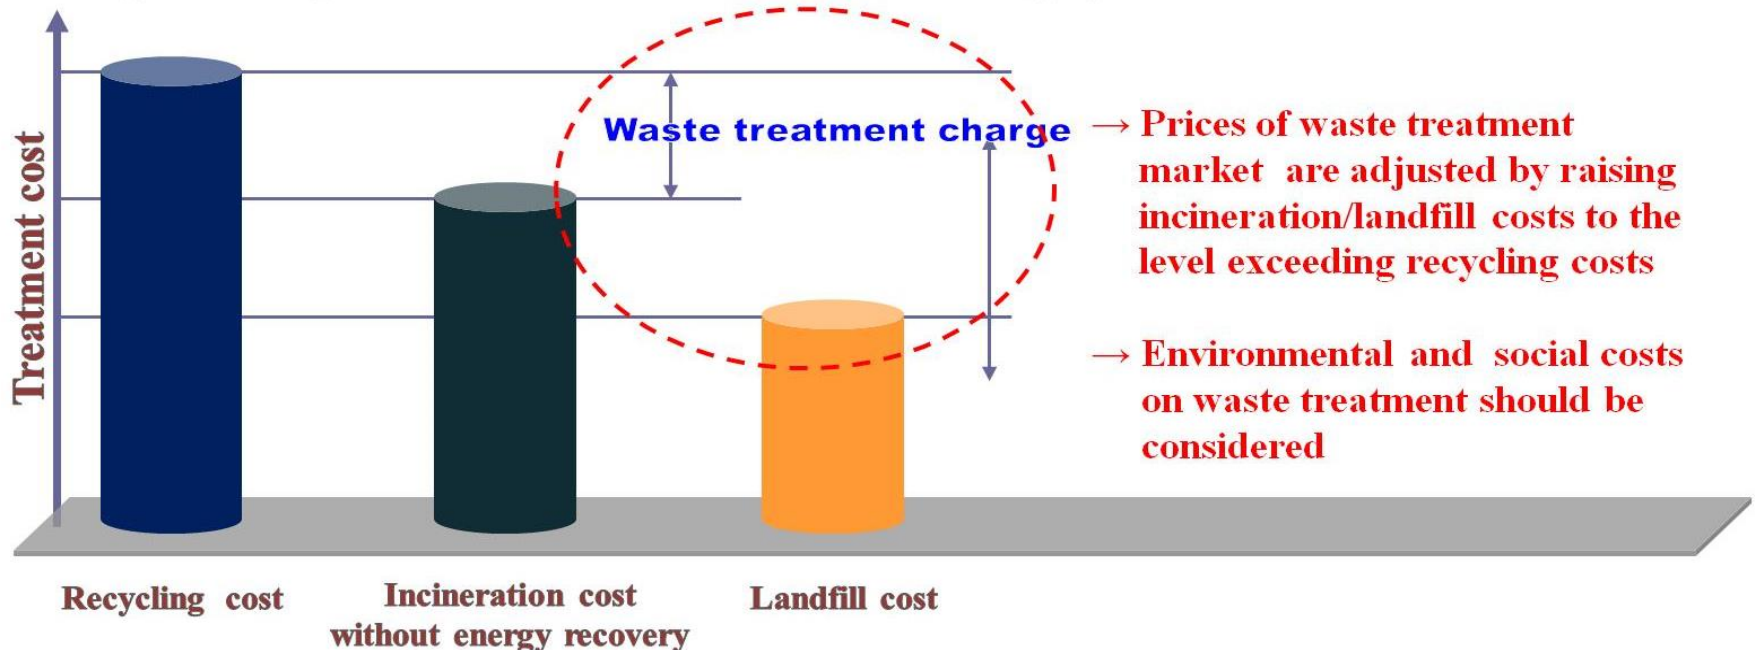 Treatment cost
Waste treatment charge
→ Prices of waste treatment
market are adjusted by raising
incineration/landfill costs to the
level exceeding recycling costs
→ Environmental and social costs
on waste treatment should be
considered
Recycling cost
Incineration cost
without energy recovery
Landfill cost